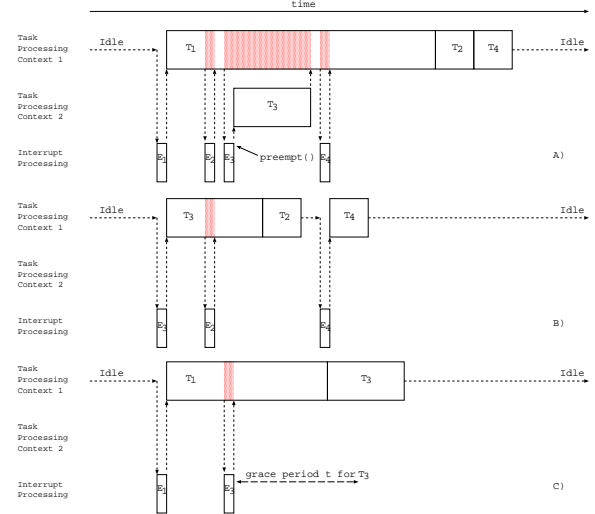 time
Task
Processing
Context 1
Idle
T1
T2
T4
Idle
Task
Processing
Context 2
T3
Interrupt
Processing
E1
E2
E3
preempt()
E4
A)
Task
Processing
Context 1
Idle
T3
T2
T4
Idle
Task
Processing
Context 2
Interrupt
Processing
E3
E2
E4
B)
Task
Processing
Context 1
Idle
T1
T3
Idle
Task
Processing
Context 2
Interrupt
Processing
E1
E3
grace period t for T3
C)